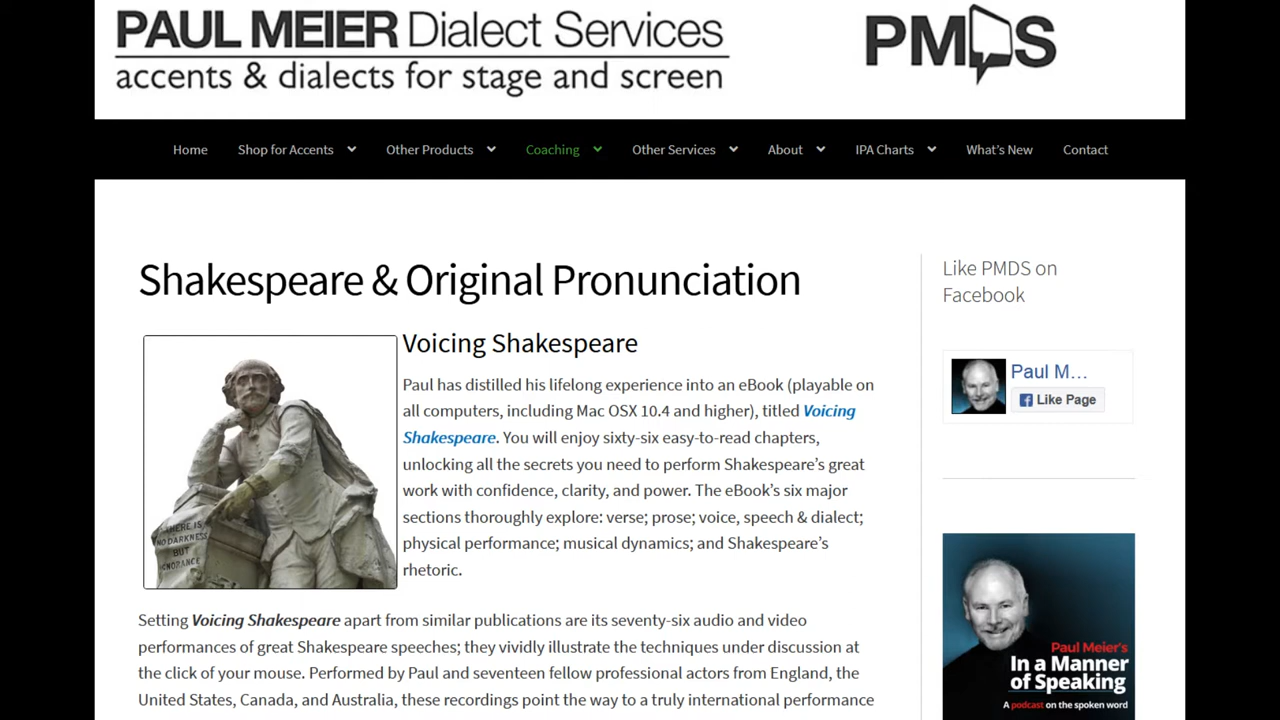 PAUL MEIER Dialect Services
accents & dialects for stage and screen
PMDS
Home Shop for Accents Other Products Coaching Other Services About IPA Charts What's New Contact
Shakespeare & Original Pronunciation
Voicing Shakespeare
Paul has distilled his lifelong experience into an eBook (playable on
all computers, including Mac OSX 10.4 and higher), titled Voicing
Shakespeare. You will enjoy sixty-six easy-to-read chapters,
unlocking all the secrets you need to perform Shakespeare's great
work with confidence, clarity, and power. The eBook's six major
sections thoroughly explore: verse; prose; voice, speech & dialect;
physical performance; musical dynamics; and Shakespeare's
rhetoric.
THERE IS
NO DARKNESS
BUT
IGNORANCE
Setting Voicing Shakespeare apart from similar publications are its seventy-six audio and video
performances of great Shakespeare speeches; they vividly illustrate the techniques under discussion at
the click of your mouse. Performed by Paul and seventeen fellow professional actors from England, the
United States, Canada, and Australia, these recordings point the way to a truly international performance
Like PMDS on
Facebook
Paul M...
Like Page
Paul Meier's
In a Manner
of Speaking
A podcast on the spoken word